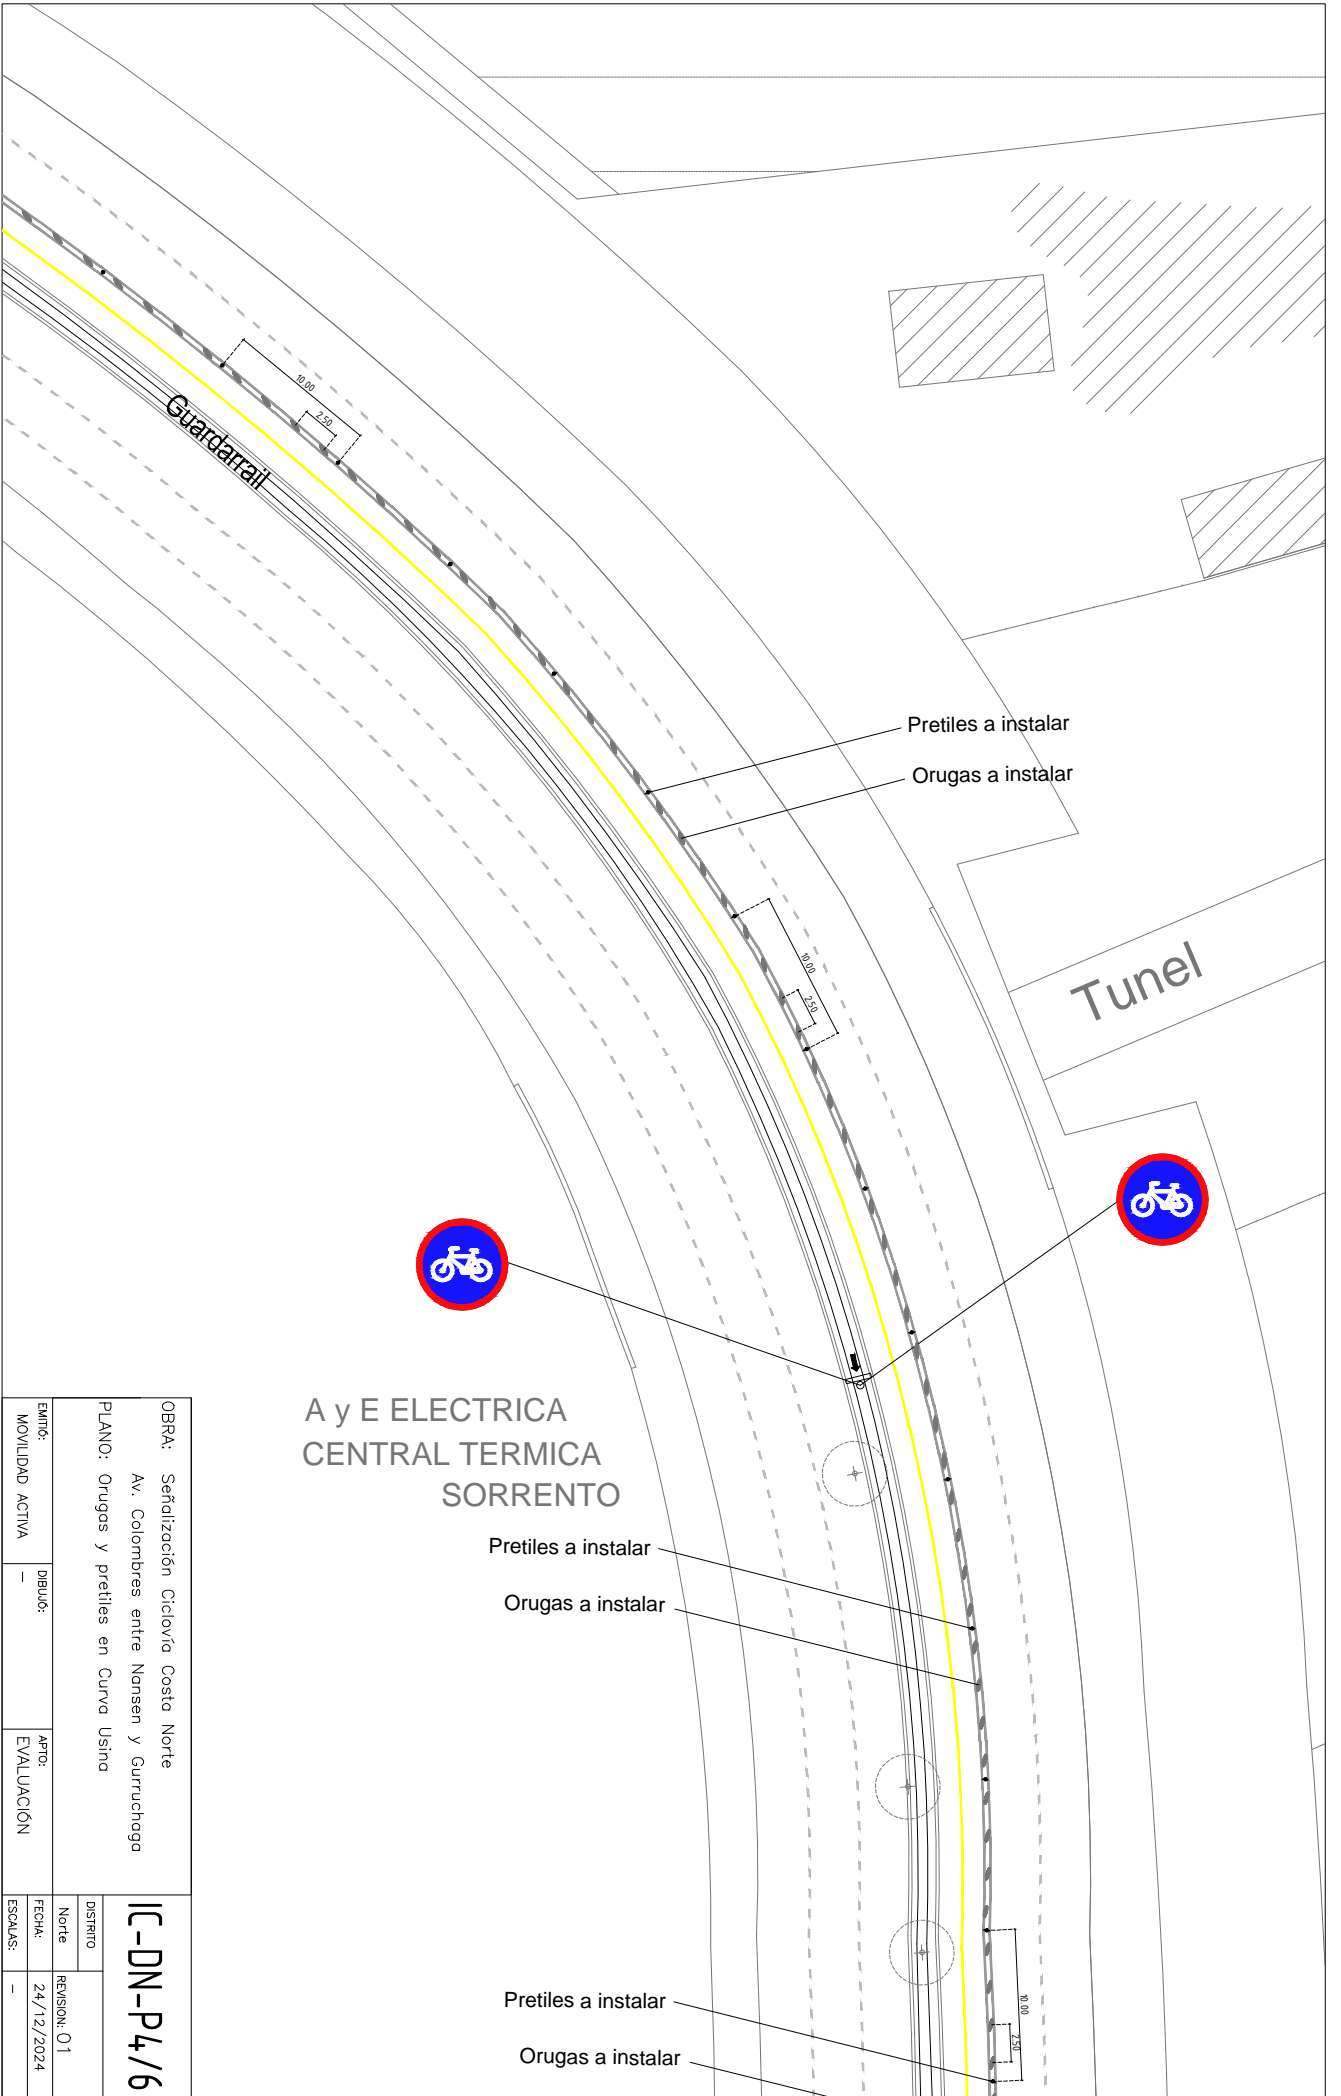 10.00
2.50
Guardarrail
Pretiles a instalar
Orugas a instalar
10.00
2.50
Tunel
A y E ELECTRICA
CENTRAL TERMICA
SORRENTO
Pretiles a instalar
Orugas a instalar
Pretiles a instalar
Orugas a instalar
10.00
2.50
OBRA: Señalización Ciclovía Costa Norte
Av. Colombres entre Nansen y Gurruchaga
PLANO: Orugas y pretiles en Curva Usina
EMITIÓ:
MOVILIDAD ACTIVA
DIBUJÓ:
–
APTO:
EVALUACIÓN
IC-DN-P4/6
DISTRITO
Norte
REVISION: 01
FECHA:
24/12/2024
ESCALAS:
–